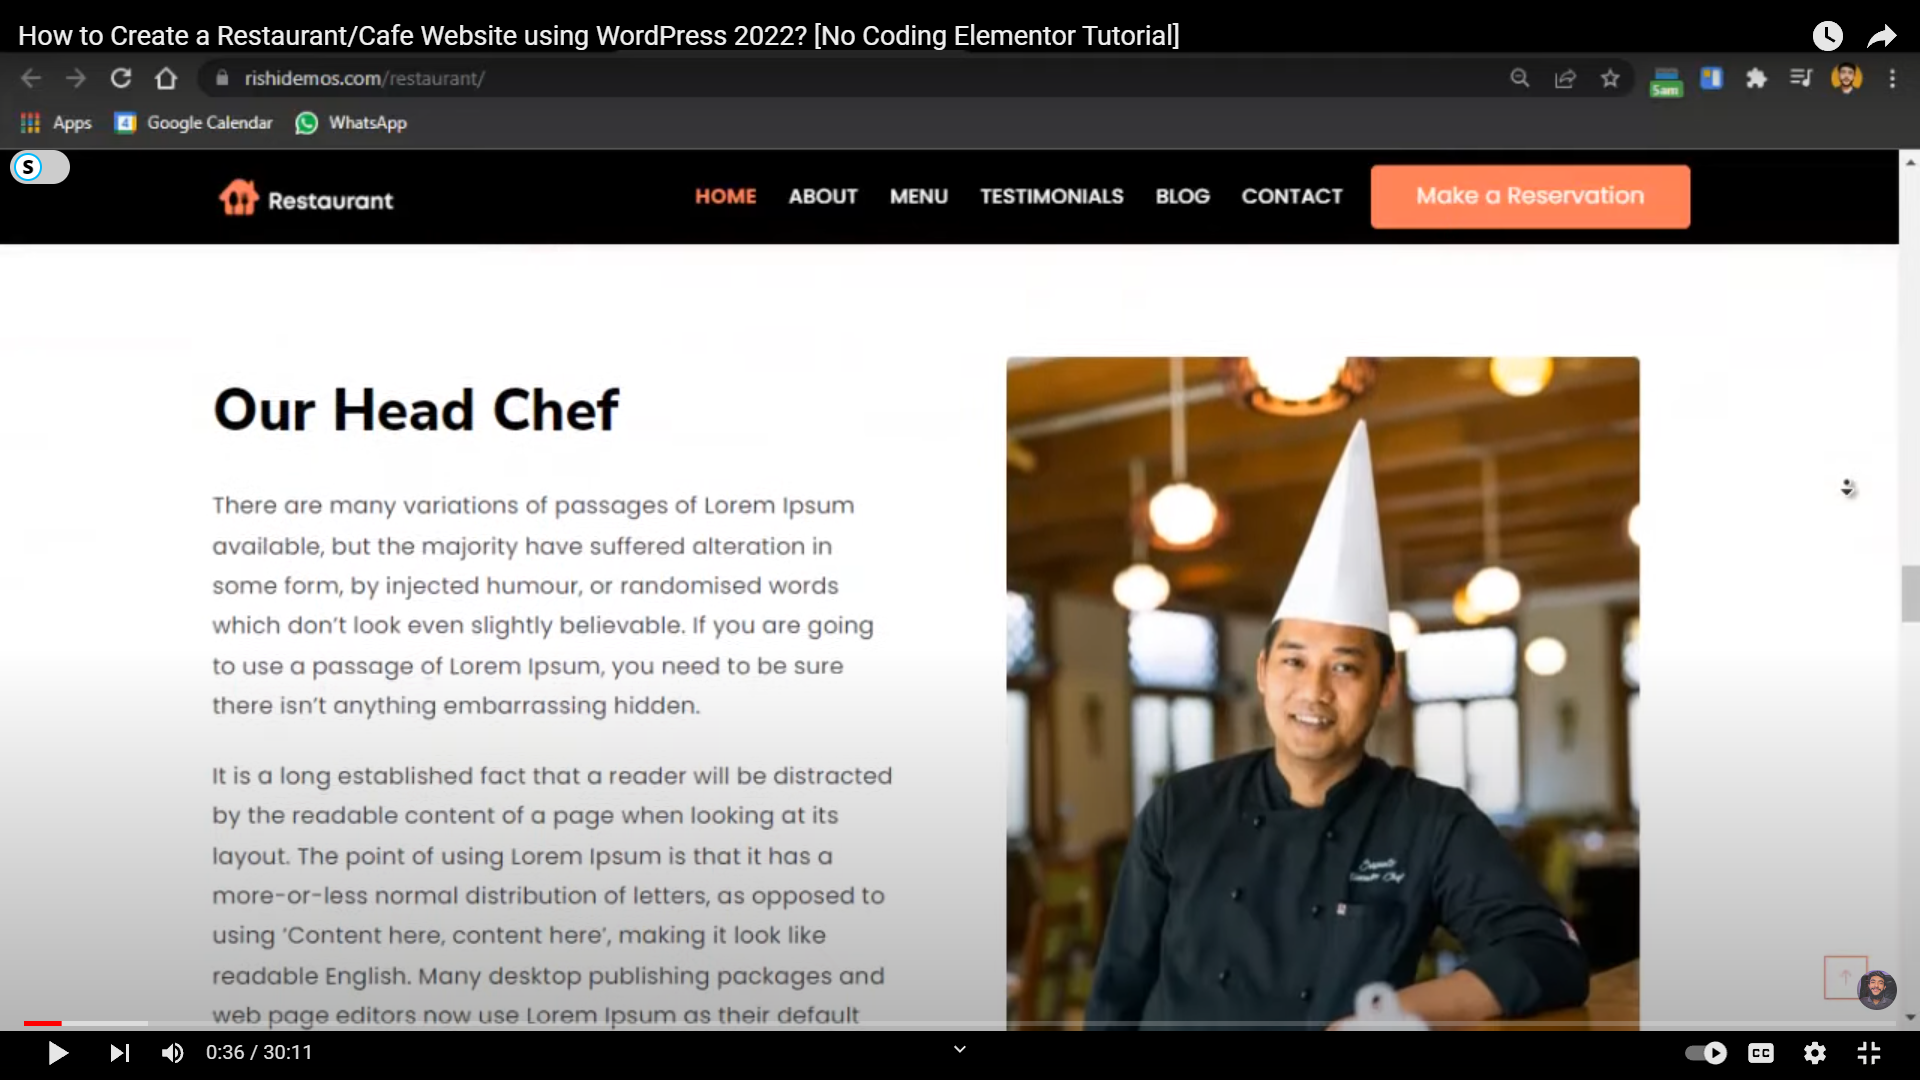 How to Create a Restaurant/Cafe Website using WordPress 2022? [No Coding Elementor Tutorial]
rishidemos.com/restaurant/
5am
Apps
4 Google Calendar
WhatsApp
S
Restaurant
HOME ABOUT MENU TESTIMONIALS BLOG CONTACT Make a Reservation
Our Head Chef
There are many variations of passages of Lorem Ipsum
available, but the majority have suffered alteration in
some form, by injected humour, or randomised words
which don't look even slightly believable. If you are going
to use a passage of Lorem Ipsum, you need to be sure
there isn't anything embarrassing hidden.
It is a long established fact that a reader will be distracted
by the readable content of a page when looking at its
layout. The point of using Lorem Ipsum is that it has a
more-or-less normal distribution of letters, as opposed to
using ‘Content here, content here’, making it look like
readable English. Many desktop publishing packages and
web page editors now use Lorem Ipsum as their default
Chef
0:36 / 30:11
CC